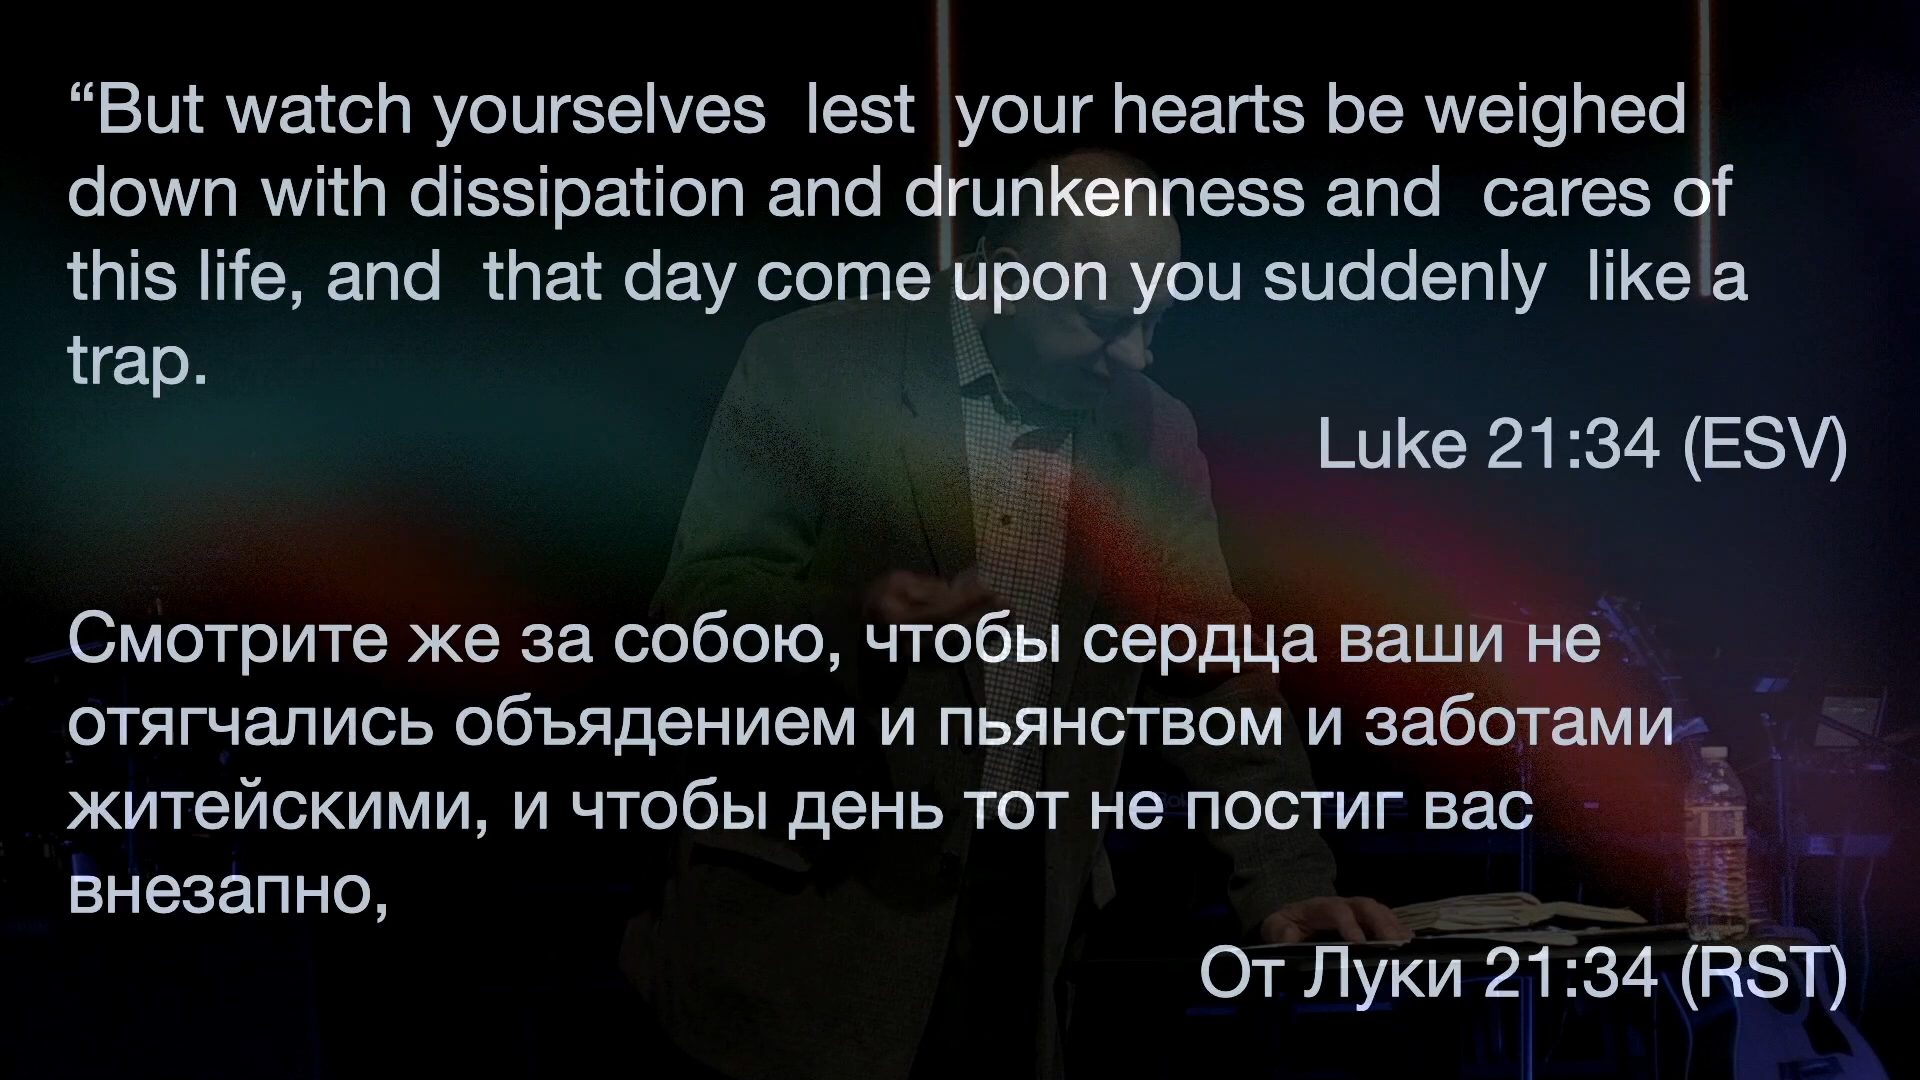 “But watch yourselves lest your hearts be weighed
down with dissipation and drunkenness and cares of
this life, and that day come upon you suddenly like a
trap.
Luke 21:34 (ESV)
Смотрите же за собою, чтобы сердца ваши не
отягчались объядением и пьянством и заботами
житейскими, и чтобы день тот не постиг вас
внезапно,
От Луки 21:34 (RST)